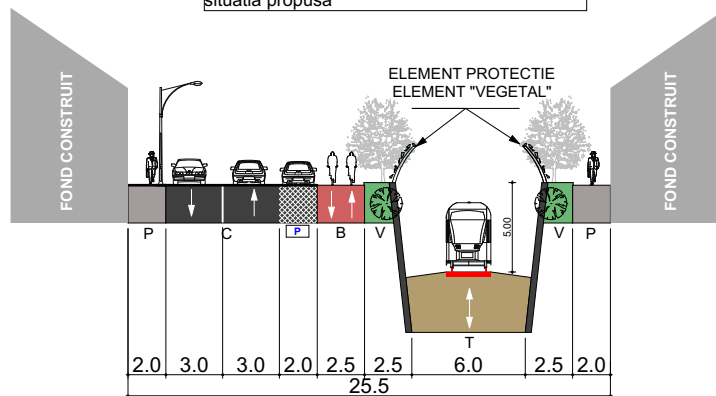 situatia propusa
ELEMENT PROTECTIE
ELEMENT "VEGETAL"
FOND CONSTRUIT
FOND CONSTRUIT
5.00
P C P B V V P
T
2.0 3.0 3.0 2.0 2.5 2.5 6.0 2.5 2.0
25.5